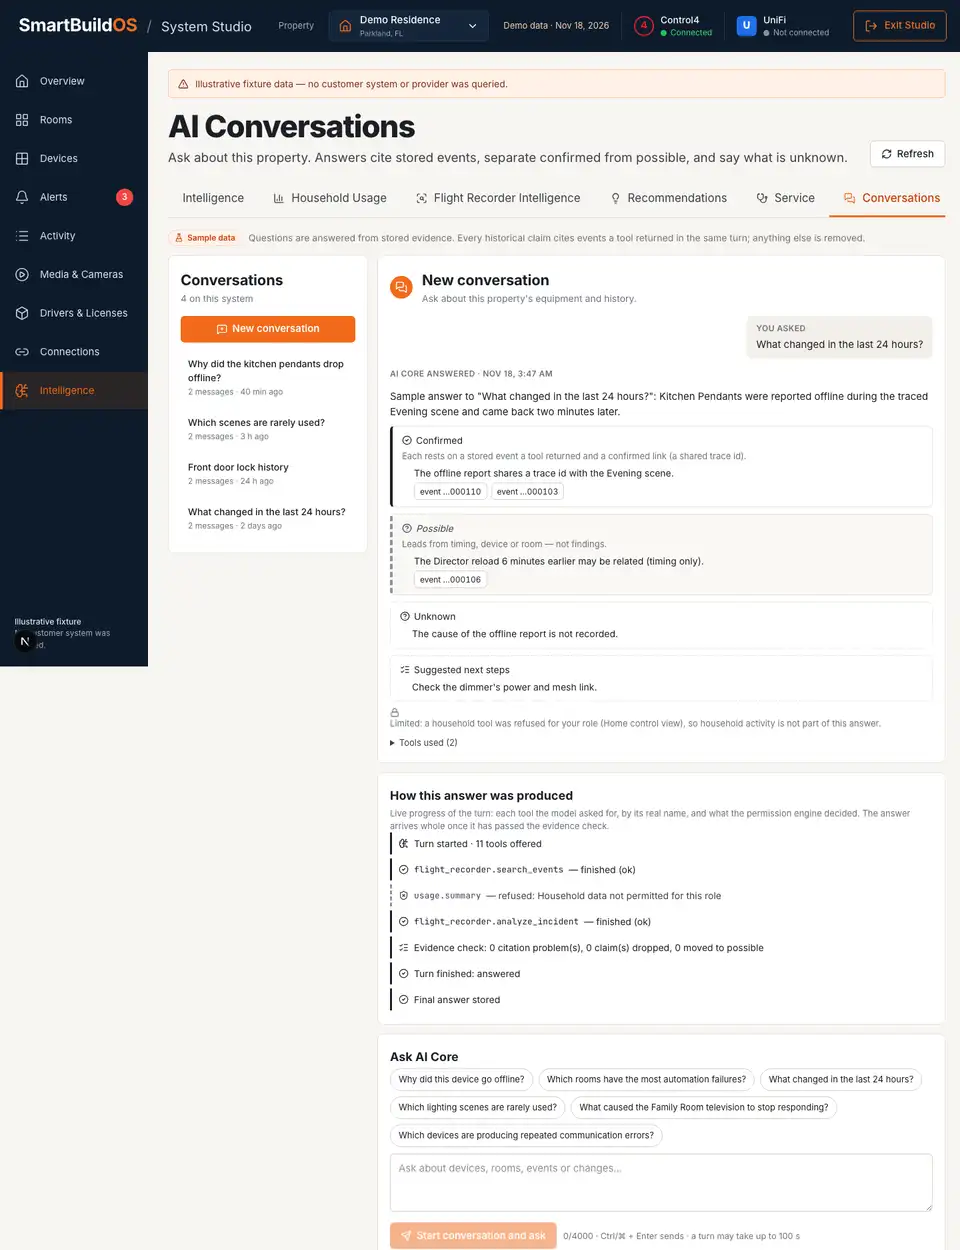 SmartBuildOS / System Studio
Property
Demo Residence
Parkland, FL
Demo data · Nov 18, 2026
4
Control4
Connected
U
UniFi
Not connected
Exit Studio
Overview
Rooms
Devices
Alerts
3
Activity
Media & Cameras
Drivers & Licenses
Connections
Intelligence
Illustrative fixture
customer system was
N
Illustrative fixture data — no customer system or provider was queried.
AI Conversations
Ask about this property. Answers cite stored events, separate confirmed from possible, and say what is unknown.
Refresh
Intelligence
Household Usage
Flight Recorder Intelligence
Recommendations
Service
Conversations
Sample data
Questions are answered from stored evidence. Every historical claim cites events a tool returned in the same turn; anything else is removed.
Conversations
4 on this system
New conversation
Why did the kitchen pendants drop
offline?
2 messages · 40 min ago
Which scenes are rarely used?
2 messages · 3 h ago
Front door lock history
2 messages · 24 h ago
What changed in the last 24 hours?
2 messages · 2 days ago
New conversation
Ask about this property's equipment and history.
YOU ASKED
What changed in the last 24 hours?
AI CORE ANSWERED · NOV 18, 3:47 AM
Sample answer to "What changed in the last 24 hours?": Kitchen Pendants were reported offline during the traced
Evening scene and came back two minutes later.
Confirmed
Each rests on a stored event a tool returned and a confirmed link (a shared trace id).
The offline report shares a trace id with the Evening scene.
event …000110
event …000103
Possible
Leads from timing, device or room — not findings.
The Director reload 6 minutes earlier may be related (timing only).
event …000106
Unknown
The cause of the offline report is not recorded.
Suggested next steps
Check the dimmer's power and mesh link.
Limited: a household tool was refused for your role (Home control view), so household activity is not part of this answer.
Tools used (2)
How this answer was produced
Live progress of the turn: each tool the model asked for, by its real name, and what the permission engine decided. The answer
arrives whole once it has passed the evidence check.
Turn started · 11 tools offered
flight_recorder.search_events — finished (ok)
usage.summary — refused: Household data not permitted for this role
flight_recorder.analyze_incident — finished (ok)
Evidence check: 0 citation problem(s), 0 claim(s) dropped, 0 moved to possible
Turn finished: answered
Final answer stored
Ask AI Core
Why did this device go offline?
Which rooms have the most automation failures?
What changed in the last 24 hours?
Which lighting scenes are rarely used?
What caused the Family Room television to stop responding?
Which devices are producing repeated communication errors?
Ask about devices, rooms, events or changes…
Start conversation and ask
0/4000 · Ctrl/⌘ + Enter sends · a turn may take up to 100 s